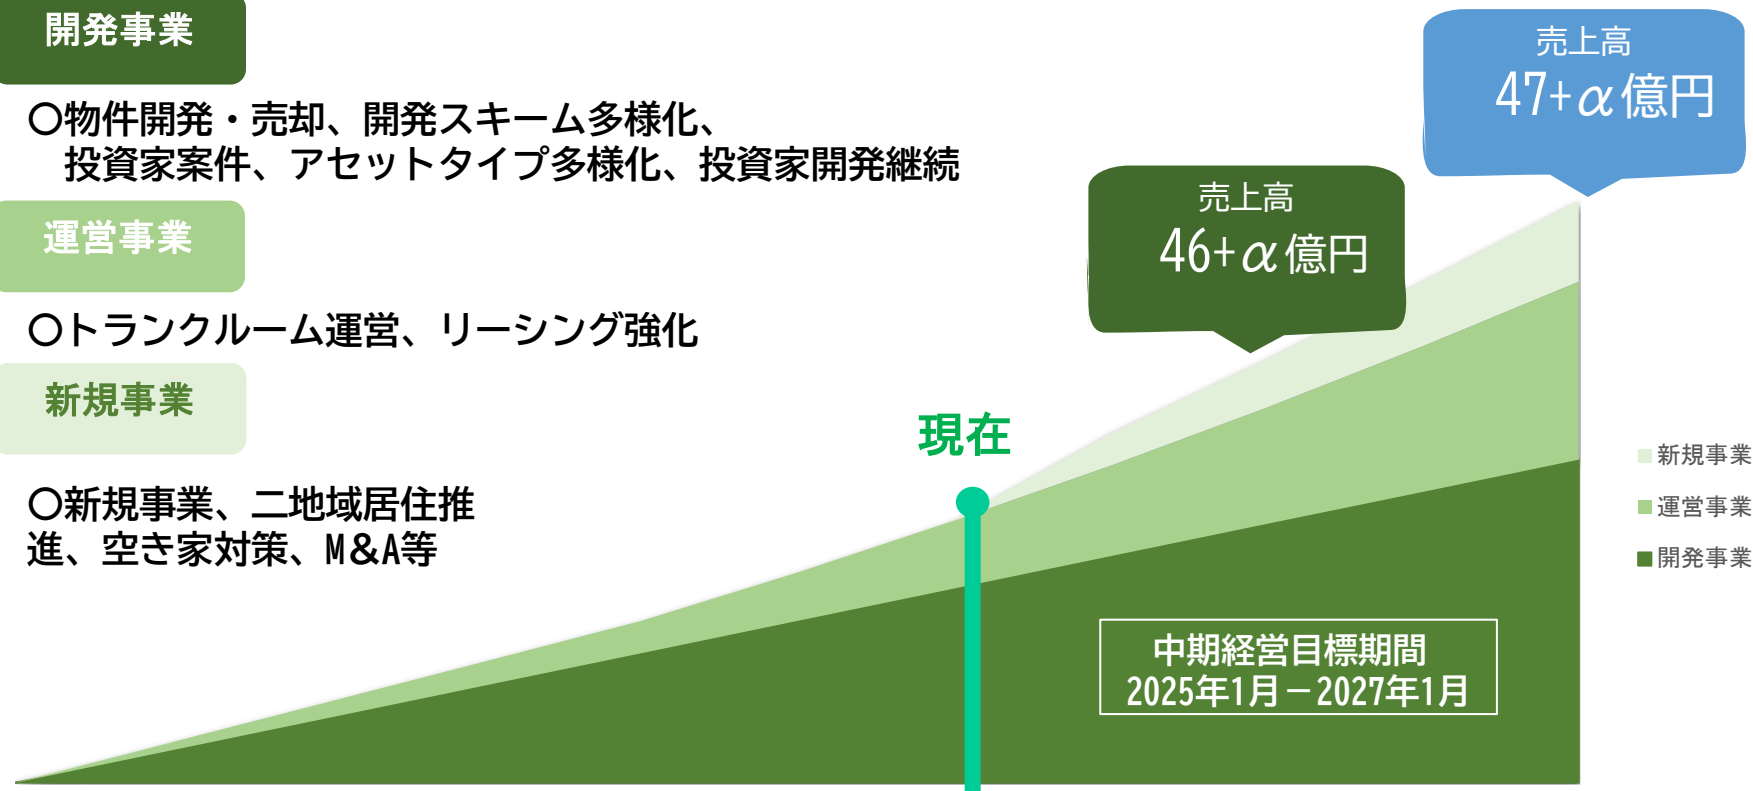 開発事業
〇物件開発・売却、開発スキーム多様化、
投資家案件、アセットタイプ多様化、投資家開発継続
運営事業
〇トランクルーム運営、リーシング強化
新規事業
〇新規事業、二地域居住推
進、空き家対策、M&A等
売上高
47+α億円
売上高
46+α億円
現在
中期経営目標期間
2025年1月－2027年1月
新規事業
運営事業
開発事業